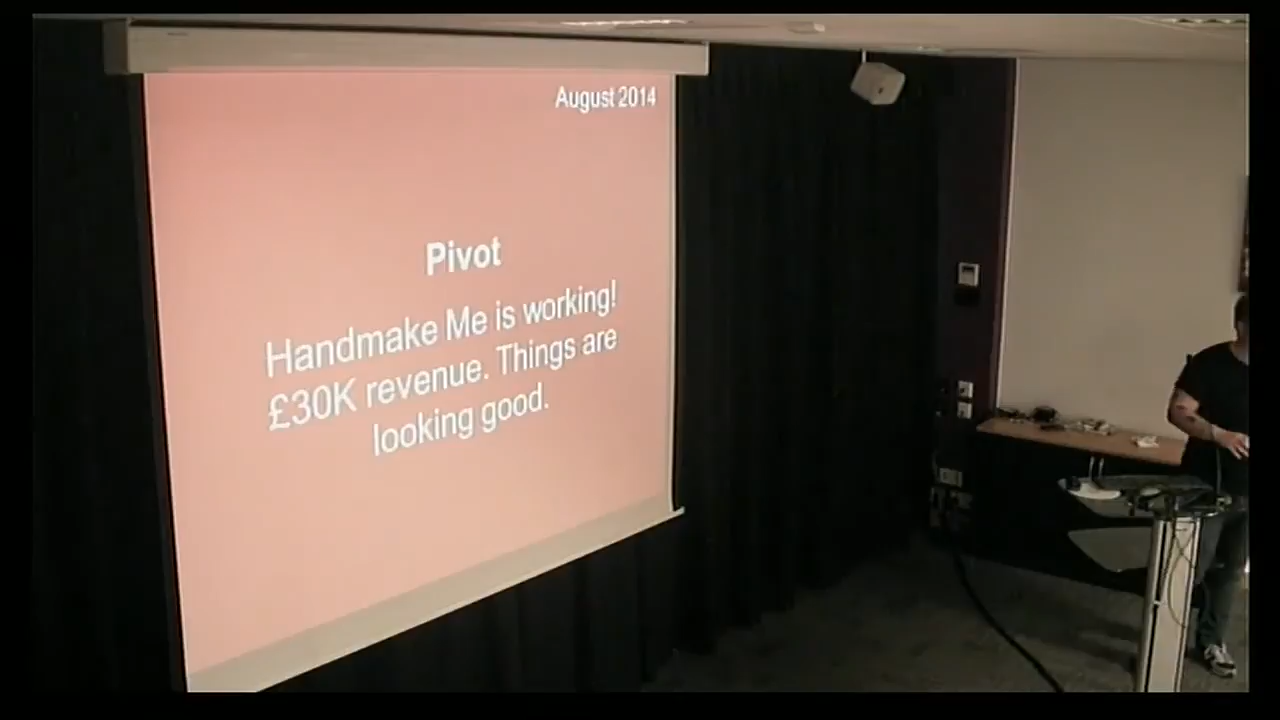 August 2014
Pivot
Handmake Me is working!
£30K revenue. Things are
looking good.